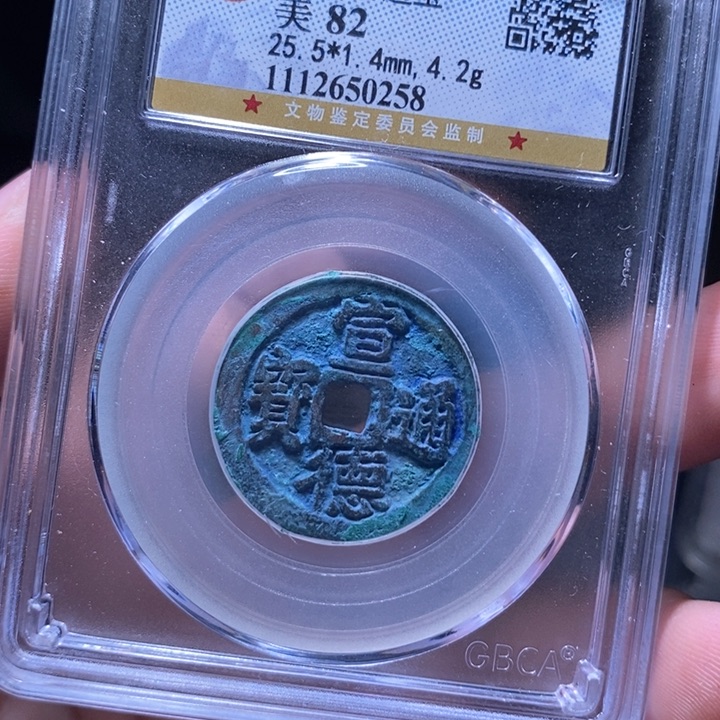 美 82
25.5*1.4mm, 4.2g
1112650258
★ 文物鉴定委员会监制 ★
宣
寶 通
德
GBCA